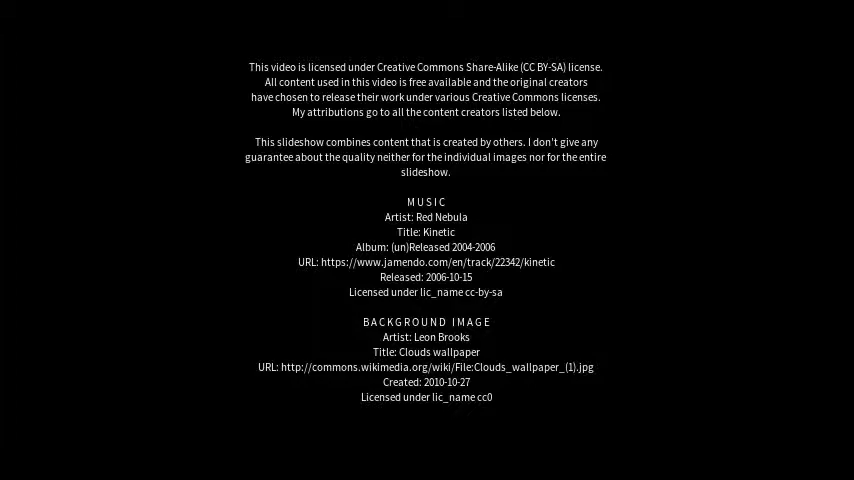 This video is licensed under Creative Commons Share-Alike (CC BY-SA) license.
All content used in this video is free available and the original creators
have chosen to release their work under various Creative Commons licenses.
My attributions go to all the content creators listed below.
This slideshow combines content that is created by others. I don't give any
guarantee about the quality neither for the individual images nor for the entire
slideshow.
MUSIC
Artist: Red Nebula
Title: Kinetic
Album: (un)Released 2004-2006
URL: https://www.jamendo.com/en/track/22342/kinetic
Released: 2006-10-15
Licensed under lic_name cc-by-sa
BACKGROUND IMAGE
Artist: Leon Brooks
Title: Clouds wallpaper
URL: http://commons.wikimedia.org/wiki/File:Clouds_wallpaper_(1).jpg
Created: 2010-10-27
Licensed under lic_name cc0